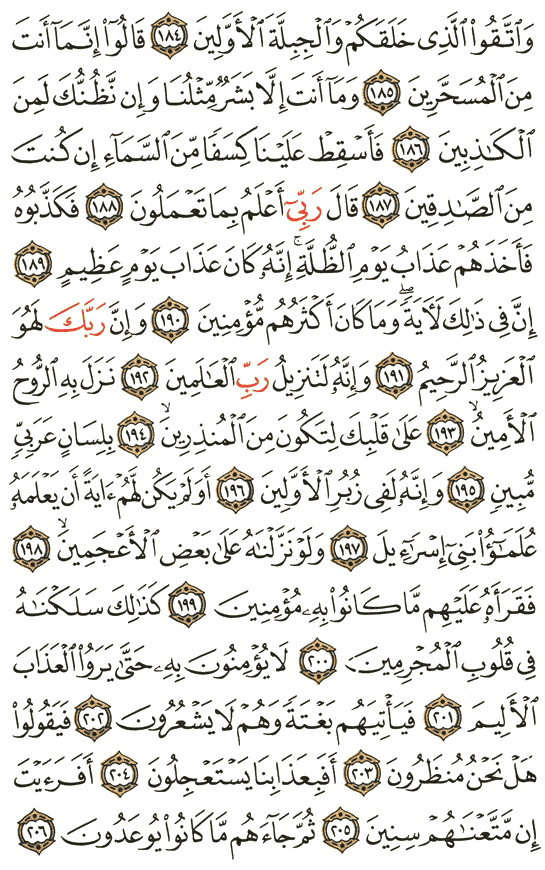 وَٱتَّقُوا۟ ٱلَّذِى خَلَقَكُمْ وَٱلْجِبِلَّةَ ٱلْأَوَّلِينَ ١٨٤ قَالُوٓا۟ إِنَّمَآ أَنتَ
مِنَ ٱلْمُسَحَّرِينَ ١٨٥ وَمَآ أَنتَ إِلَّا بَشَرٌ مِّثْلُنَا وَإِن نَّظُنُّكَ لَمِنَ
ٱلْكَٰذِبِينَ ١٨٦ فَأَسْقِطْ عَلَيْنَا كِسَفًا مِّنَ ٱلسَّمَآءِ إِن كُنتَ
مِنَ ٱلصَّٰدِقِينَ ١٨٧ قَالَ رَبِّىٓ أَعْلَمُ بِمَا تَعْمَلُونَ ١٨٨ فَكَذَّبُوهُ
فَأَخَذَهُمْ عَذَابُ يَوْمِ ٱلظُّلَّةِ ۚ إِنَّهُۥ كَانَ عَذَابَ يَوْمٍ عَظِيمٍ ١٨٩
إِنَّ فِى ذَٰلِكَ لَءَايَةً ۖ وَمَا كَانَ أَكْثَرُهُم مُّؤْمِنِينَ ١٩٠ وَإِنَّ رَبَّكَ لَهُوَ
ٱلْعَزِيزُ ٱلرَّحِيمُ ١٩١ وَإِنَّهُۥ لَتَنزِيلُ رَبِّ ٱلْعَٰلَمِينَ ١٩٢ نَزَلَ بِهِ ٱلرُّوحُ
ٱلْأَمِينُ ١٩٣ عَلَىٰ قَلْبِكَ لِتَكُونَ مِنَ ٱلْمُنذِرِينَ ١٩٤ بِلِسَانٍ عَرَبِىٍّ
مُّبِينٍ ١٩٥ وَإِنَّهُۥ لَفِى زُبُرِ ٱلْأَوَّلِينَ ١٩٦ أَوَلَمْ يَكُن لَّهُمْ ءَايَةً أَن يَعْلَمَهُۥ
عُلَمَٰٓؤُا۟ بَنِىٓ إِسْرَٰٓءِيلَ ١٩٧ وَلَوْ نَزَّلْنَٰهُ عَلَىٰ بَعْضِ ٱلْأَعْجَمِينَ ١٩٨
فَقَرَأَهُۥ عَلَيْهِم مَّا كَانُوا۟ بِهِۦ مُؤْمِنِينَ ١٩٩ كَذَٰلِكَ سَلَكْنَٰهُ
فِى قُلُوبِ ٱلْمُجْرِمِينَ ٢٠٠ لَا يُؤْمِنُونَ بِهِۦ حَتَّىٰ يَرَوُا۟ ٱلْعَذَابَ
ٱلْأَلِيمَ ٢٠١ فَيَأْتِيَهُم بَغْتَةً وَهُمْ لَا يَشْعُرُونَ ٢٠٢ فَيَقُولُوا۟
هَلْ نَحْنُ مُنظَرُونَ ٢٠٣ أَفَبِعَذَابِنَا يَسْتَعْجِلُونَ ٢٠٤ أَفَرَءَيْتَ
إِن مَّتَّعْنَٰهُمْ سِنِينَ ٢٠٥ ثُمَّ جَآءَهُم مَّا كَانُوا۟ يُوعَدُونَ ٢٠٦